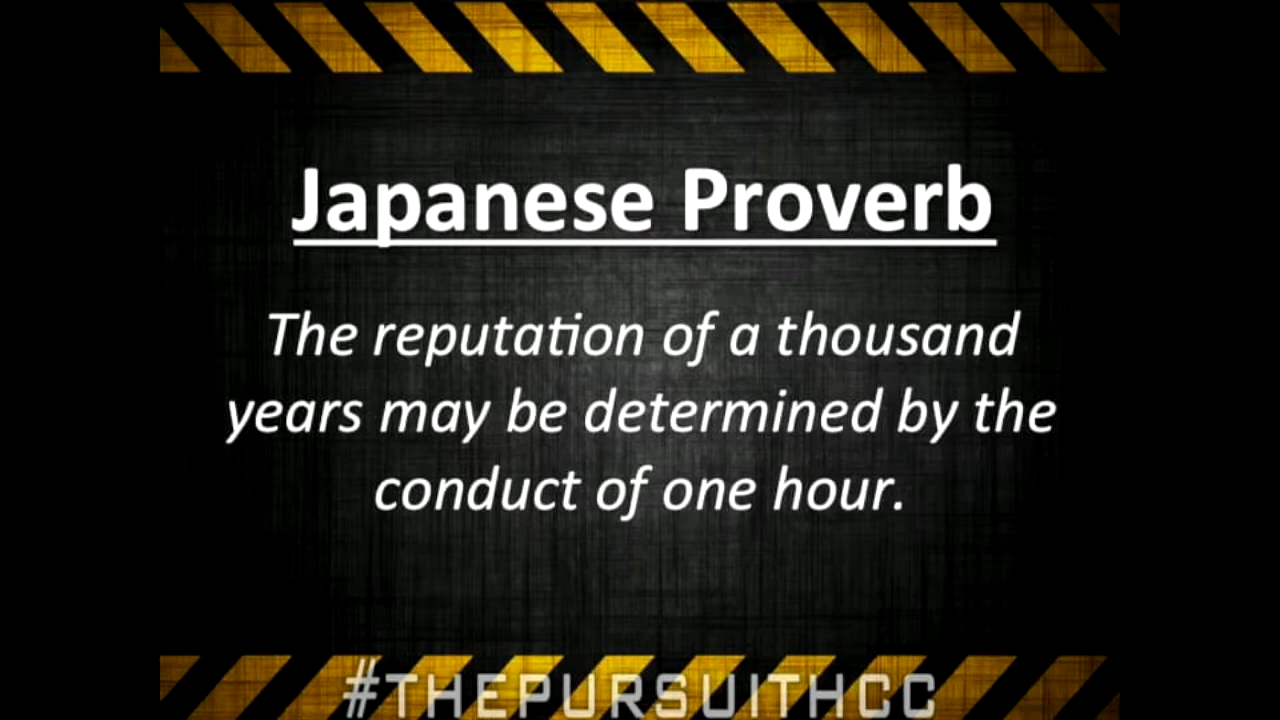 Japanese Proverb
The reputation of a thousand
years may be determined by the
conduct of one hour.
#THEPURSUITHCC